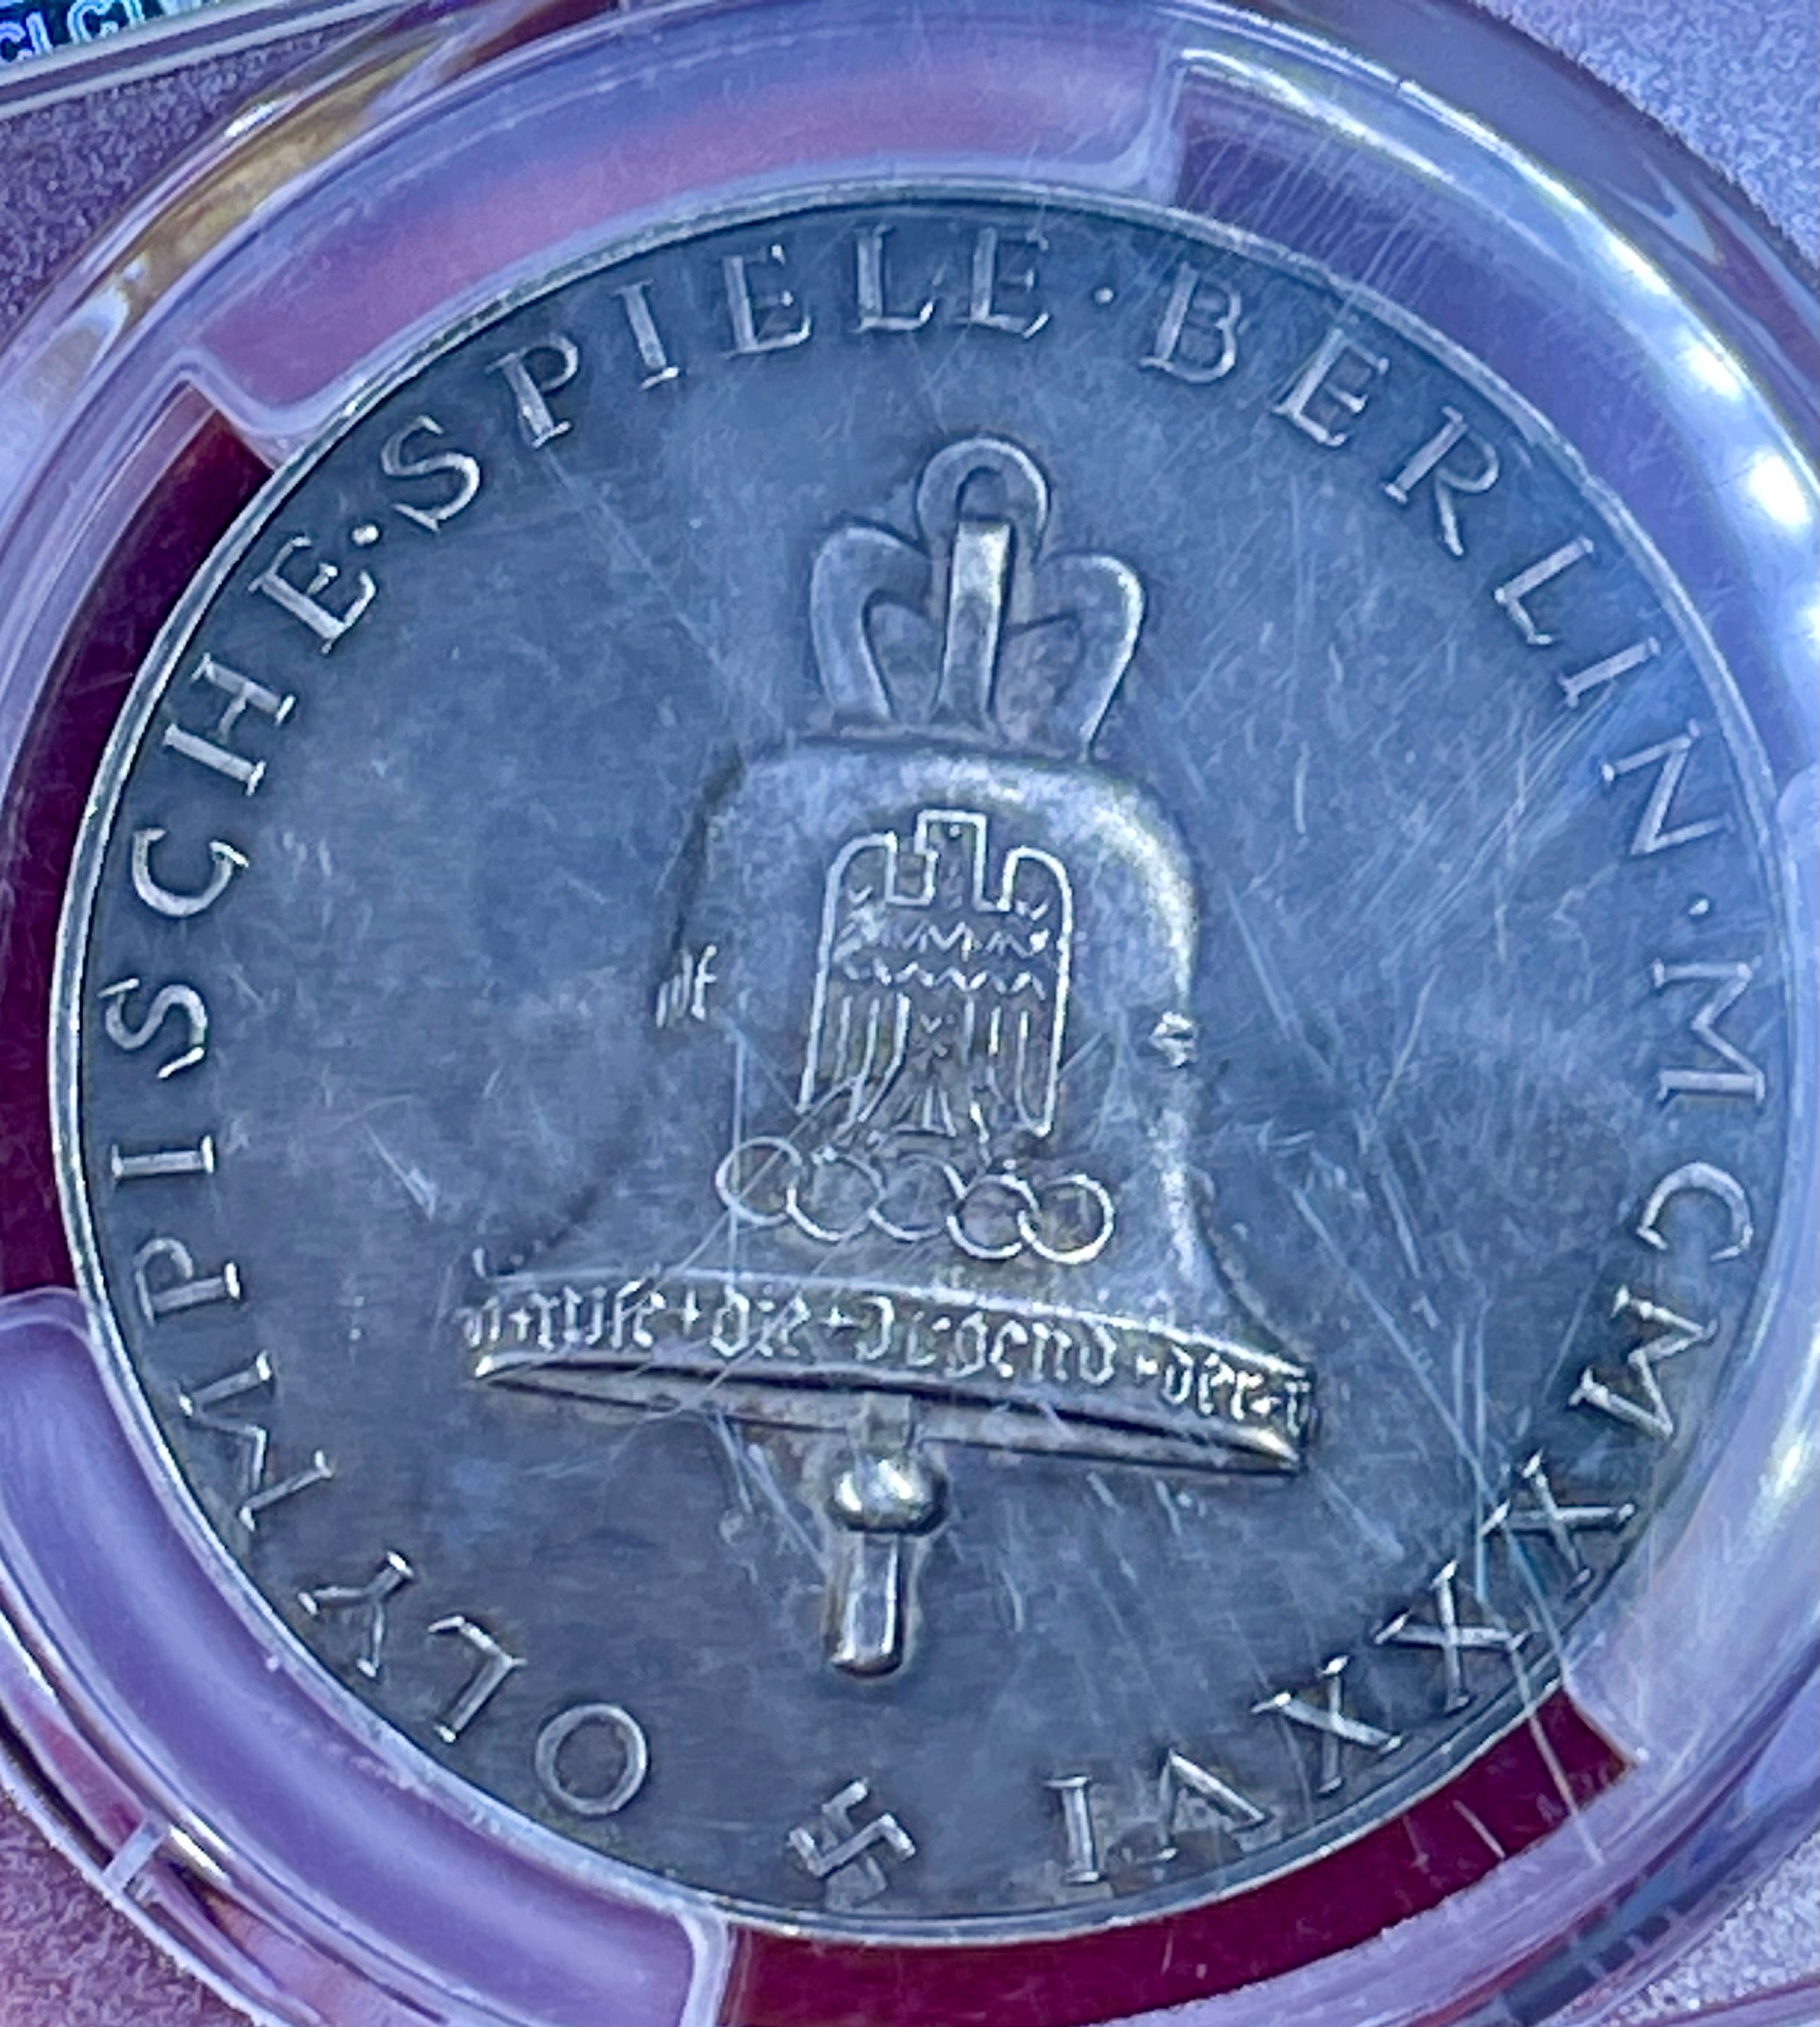 OLYMPISCHE·SPIELE·BERLIN·MCMXXXVI
rufe+die+Jugend+der